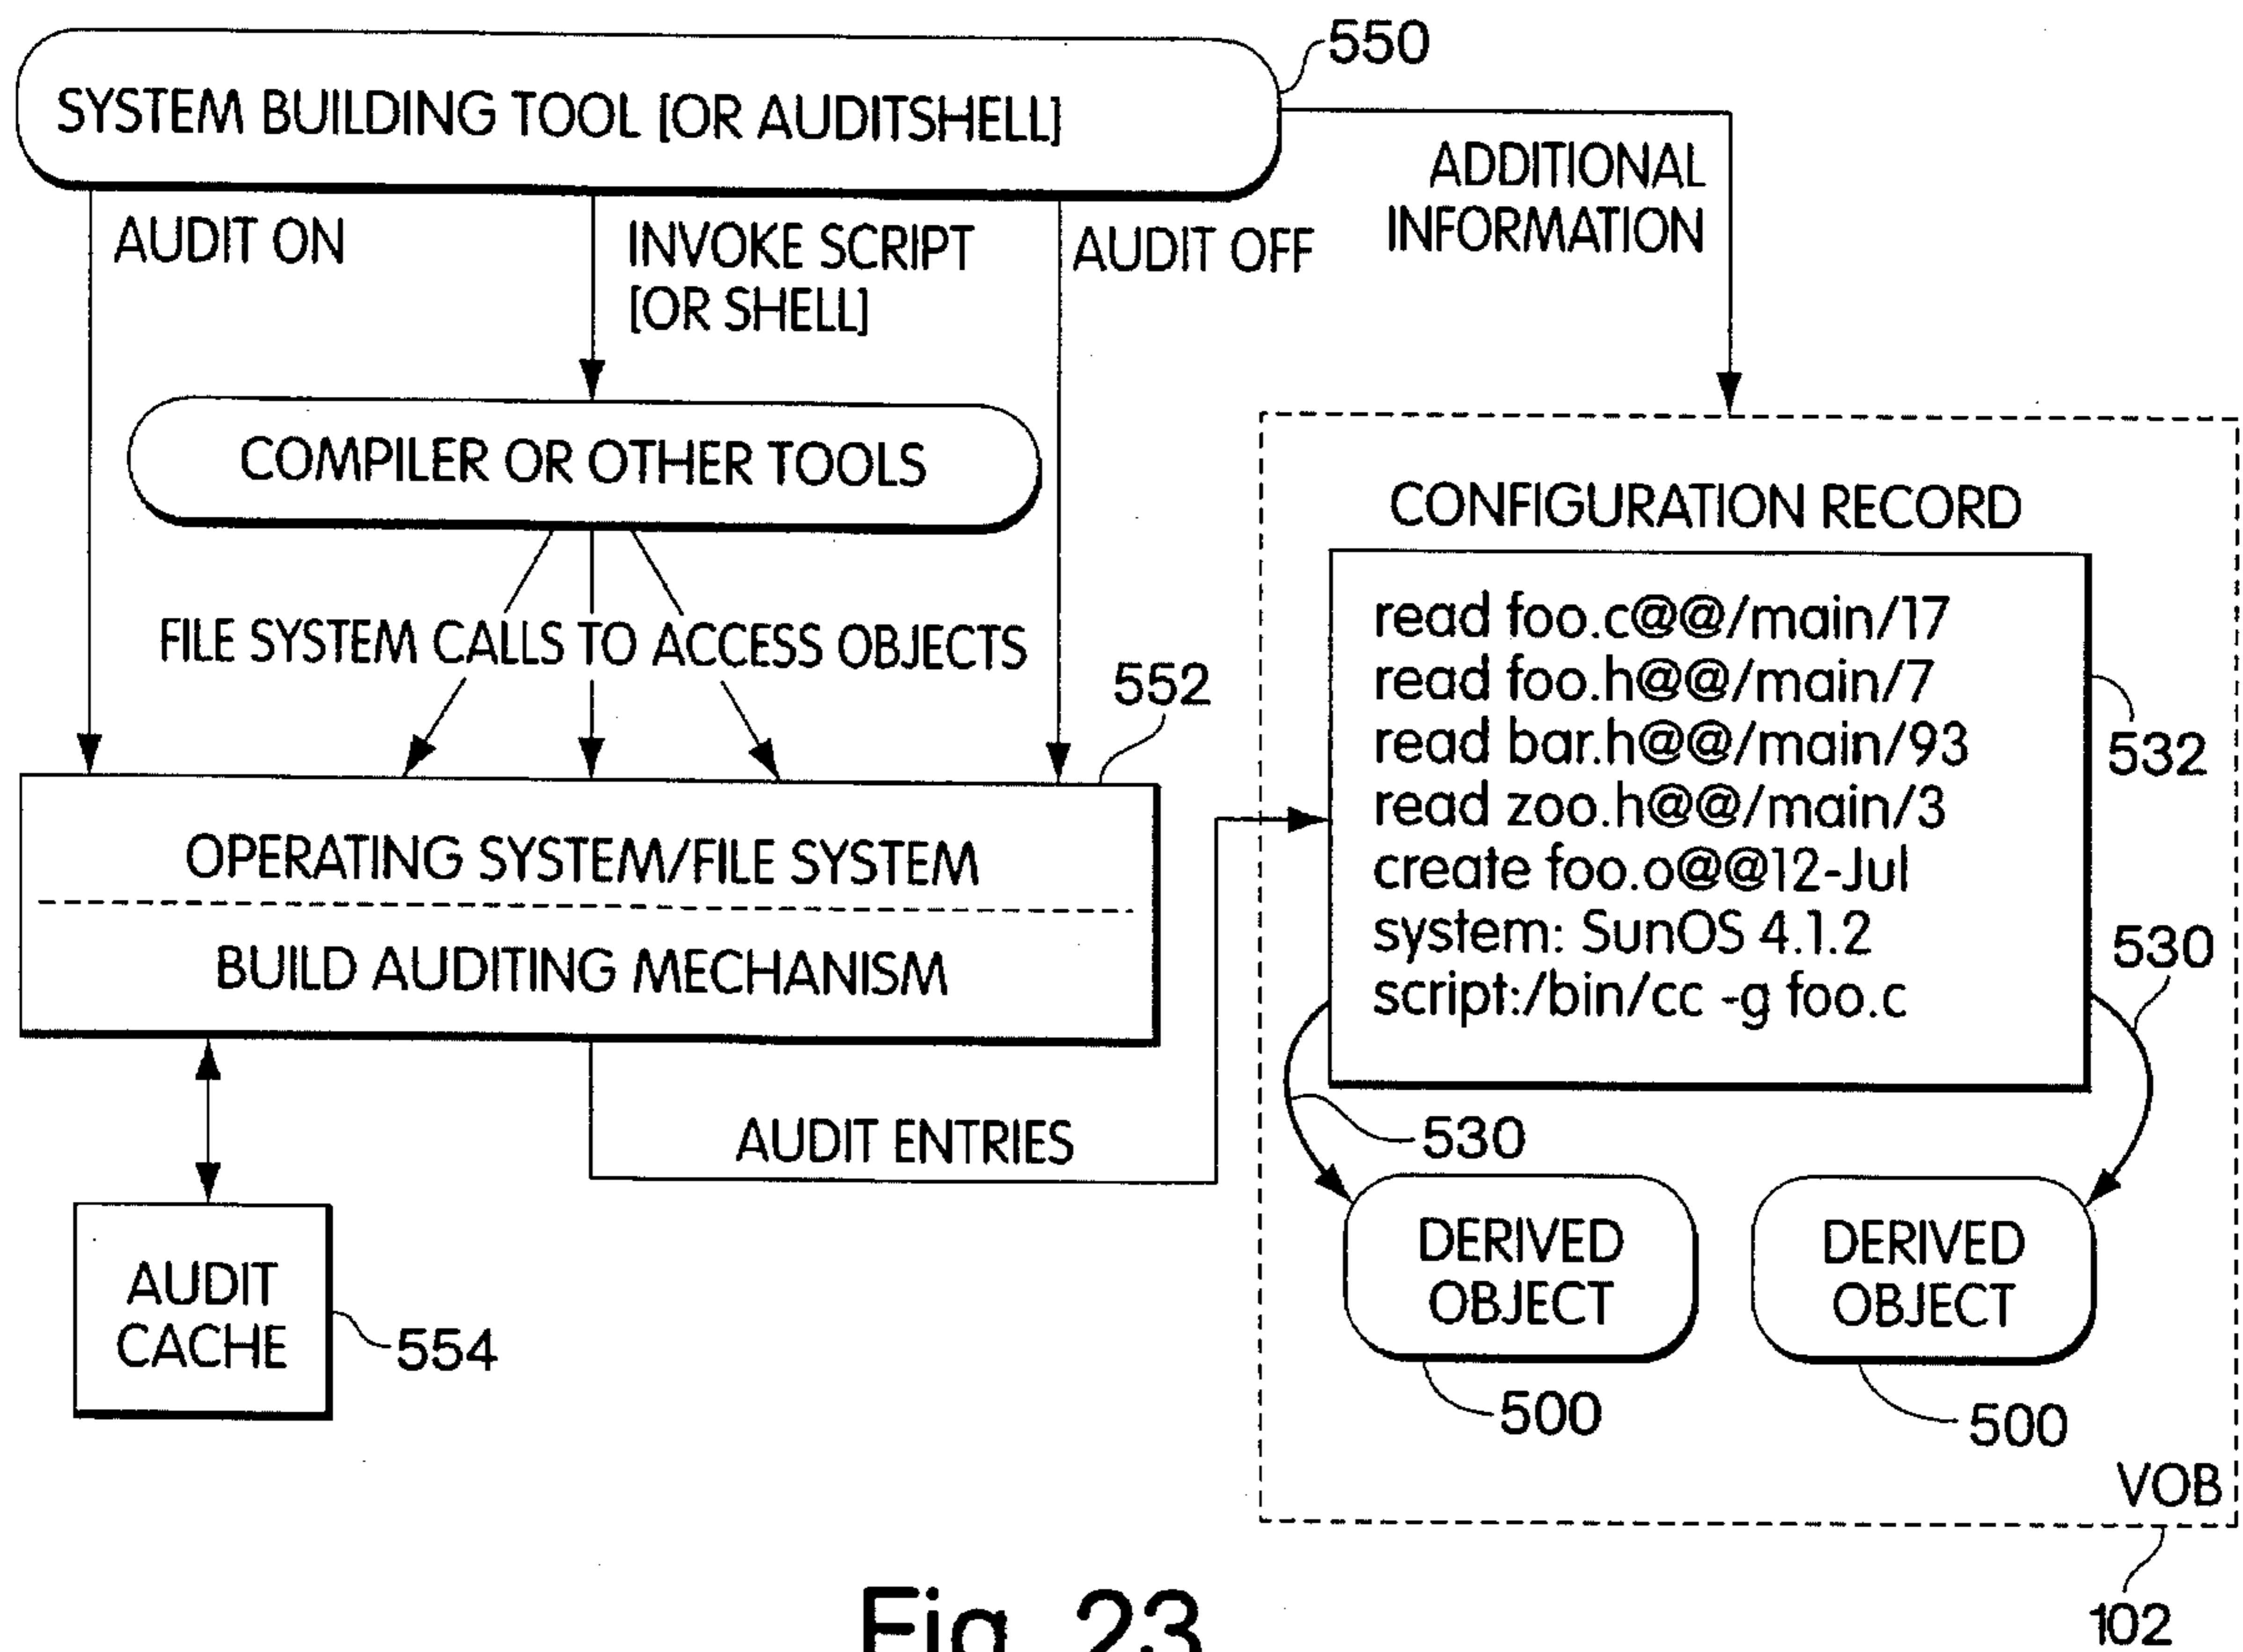 550
SYSTEM BUILDING TOOL [OR AUDITSHELL]
ADDITIONAL
INFORMATION
AUDIT ON
INVOKE SCRIPT
[OR SHELL]
AUDIT OFF
COMPILER OR OTHER TOOLS
FILE SYSTEM CALLS TO ACCESS OBJECTS
552
OPERATING SYSTEM/FILE SYSTEM
BUILD AUDITING MECHANISM
AUDIT ENTRIES
AUDIT
CACHE
554
CONFIGURATION RECORD
read foo.c@@/main/17
read foo.h@@/main/7
read bar.h@@/main/93
read zoo.h@@/main/3
create foo.o@@12-Jul
system: SunOS 4.1.2
script:/bin/cc -g foo.c
532
530
530
DERIVED
OBJECT
DERIVED
OBJECT
500
500
VOB
102
Fig. 23